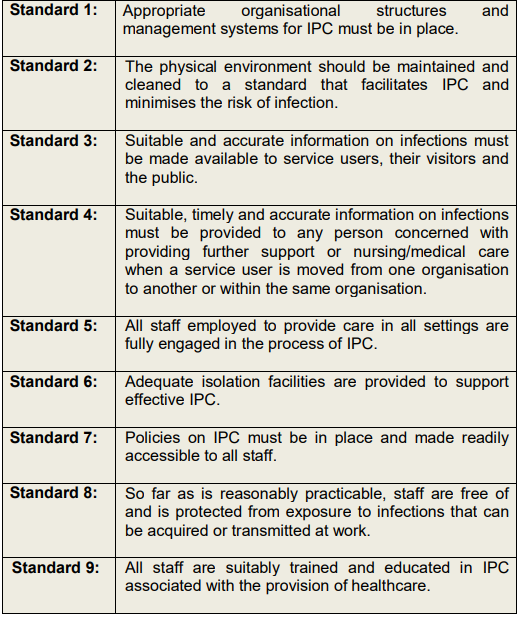 Standard 1: Appropriate organisational structures and
management systems for IPC must be in place.
Standard 2: The physical environment should be maintained and
cleaned to a standard that facilitates IPC and
minimises the risk of infection.
Standard 3: Suitable and accurate information on infections must
be made available to service users, their visitors and
the public.
Standard 4: Suitable, timely and accurate information on infections
must be provided to any person concerned with
providing further support or nursing/medical care
when a service user is moved from one organisation
to another or within the same organisation.
Standard 5: All staff employed to provide care in all settings are
fully engaged in the process of IPC.
Standard 6: Adequate isolation facilities are provided to support
effective IPC.
Standard 7: Policies on IPC must be in place and made readily
accessible to all staff.
Standard 8: So far as is reasonably practicable, staff are free of
and is protected from exposure to infections that can
be acquired or transmitted at work.
Standard 9: All staff are suitably trained and educated in IPC
associated with the provision of healthcare.